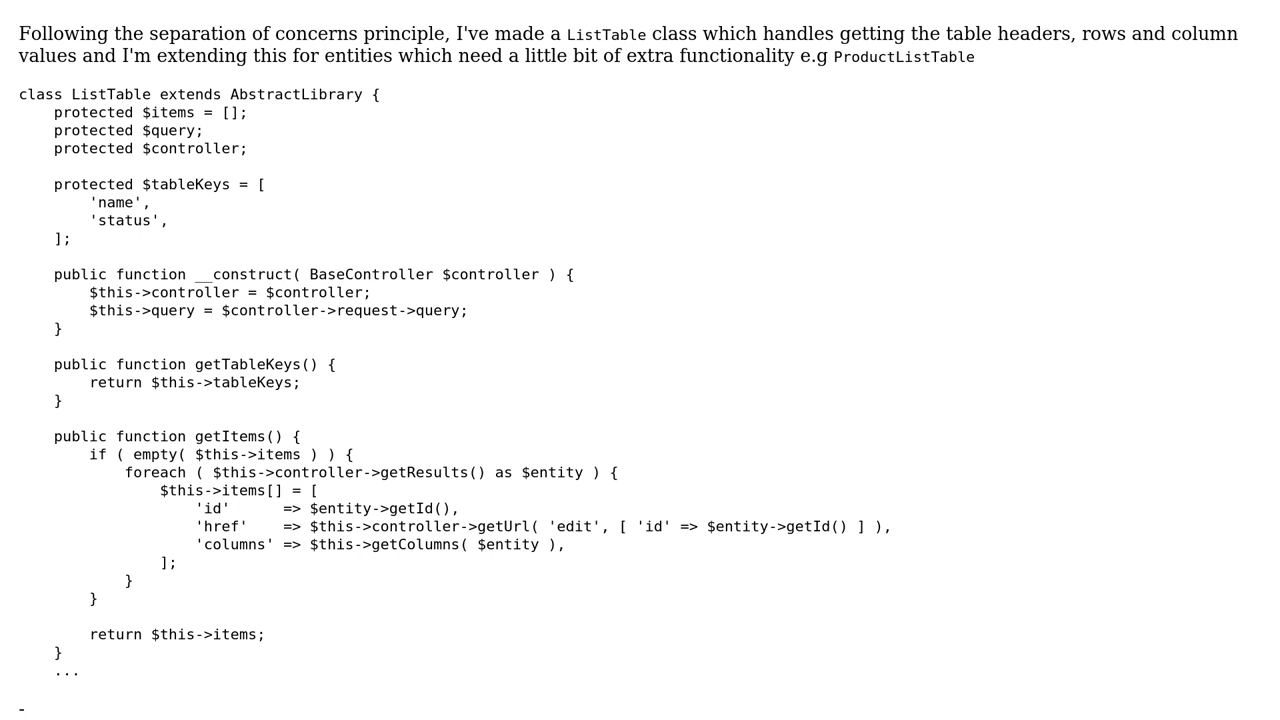 Following the separation of concerns principle, I've made a ListTable class which handles getting the table headers, rows and column
values and I'm extending this for entities which need a little bit of extra functionality e.g ProductListTable
class ListTable extends AbstractLibrary {
    protected $items = [];
    protected $query;
    protected $controller;

    protected $tableKeys = [
        'name',
        'status',
    ];

    public function __construct( BaseController $controller ) {
        $this->controller = $controller;
        $this->query = $controller->request->query;
    }

    public function getTableKeys() {
        return $this->tableKeys;
    }

    public function getItems() {
        if ( empty( $this->items ) ) {
            foreach ( $this->controller->getResults() as $entity ) {
                $this->items[] = [
                    'id'      => $entity->getId(),
                    'href'    => $this->controller->getUrl( 'edit', [ 'id' => $entity->getId() ] ),
                    'columns' => $this->getColumns( $entity ),
                ];
            }
        }

        return $this->items;
    }
    ...
-